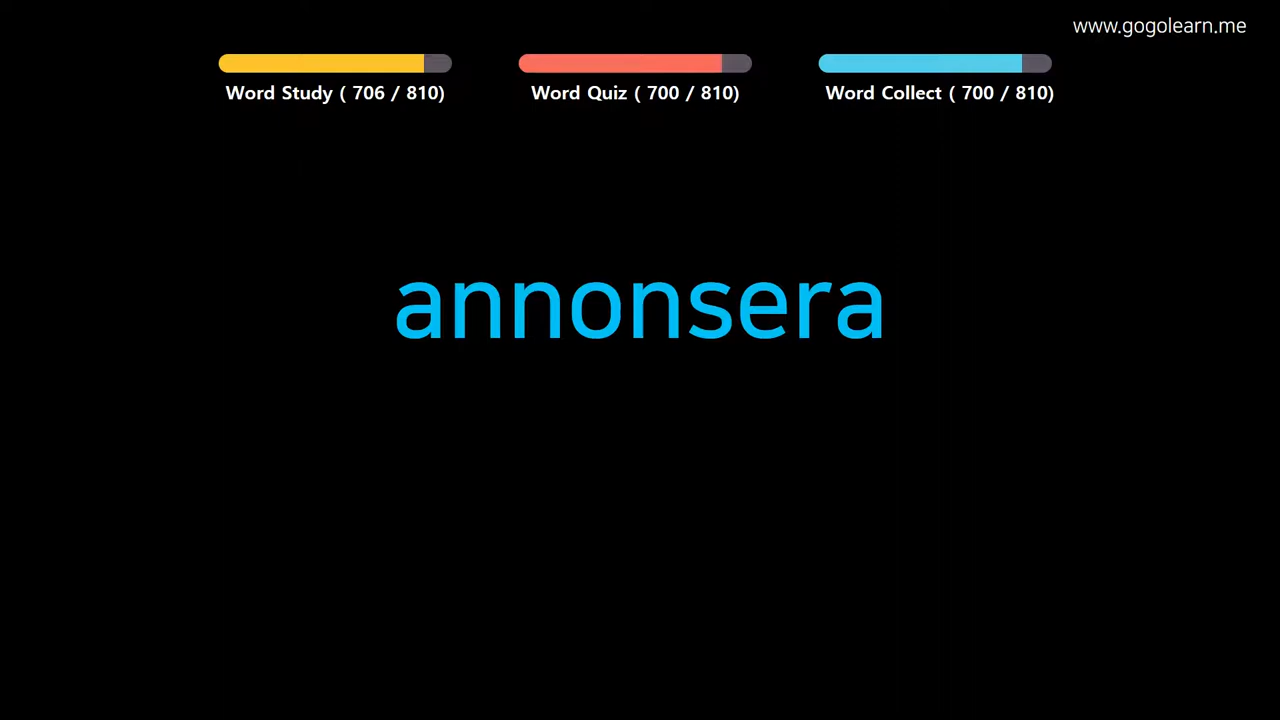 www.gogolearn.me
Word Study ( 706 / 810)
Word Quiz ( 700 / 810)
Word Collect ( 700 / 810)
annonsera